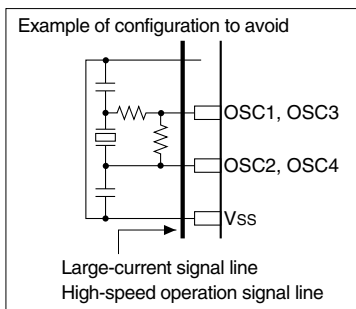 Example of configuration to avoid
OSC1, OSC3
OSC2, OSC4
VSS
Large-current signal line
High-speed operation signal line